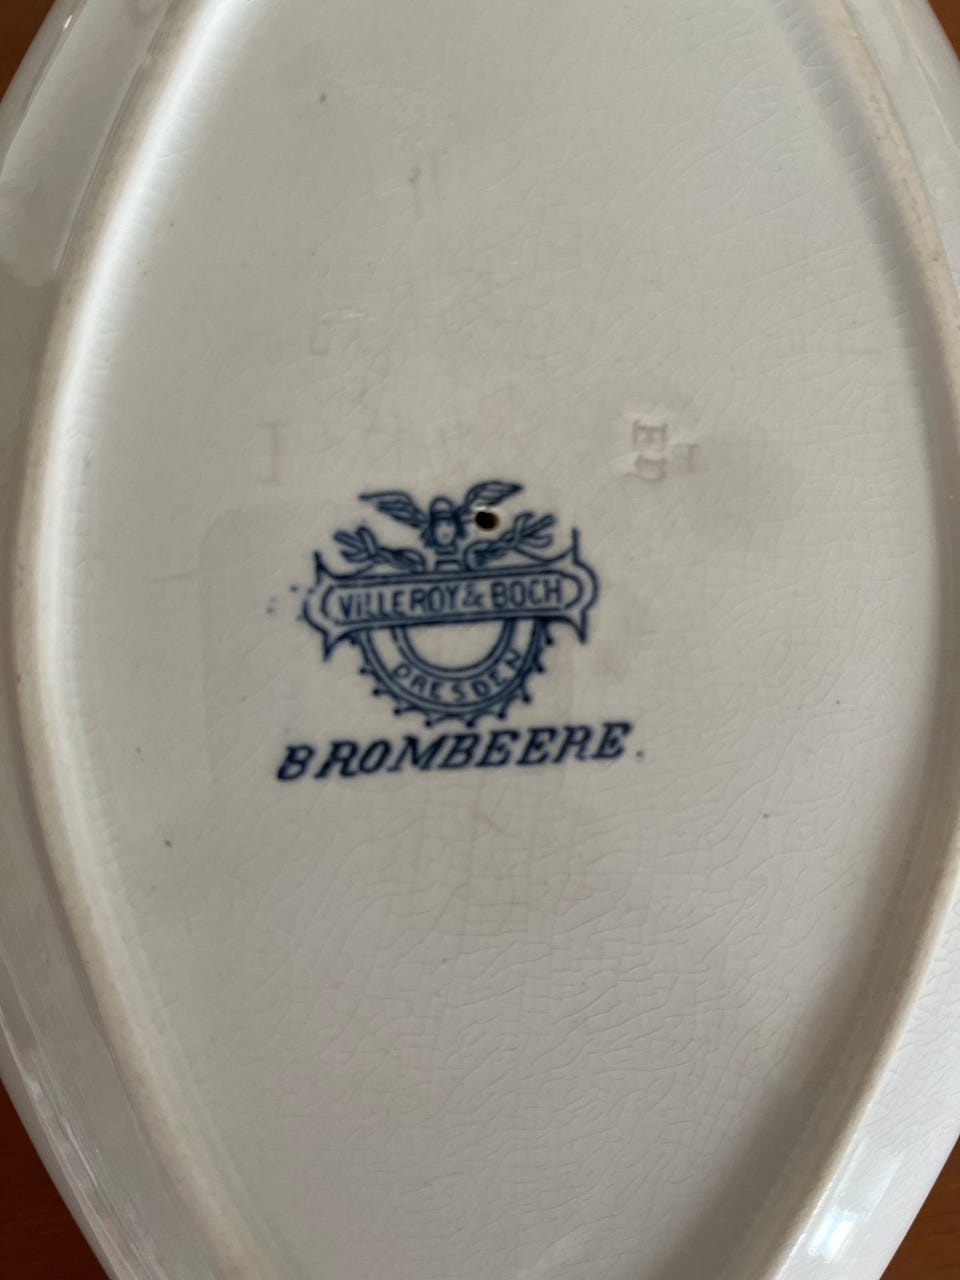 VILLEROY & BOCH
DRESDEN
BROMBEERE.